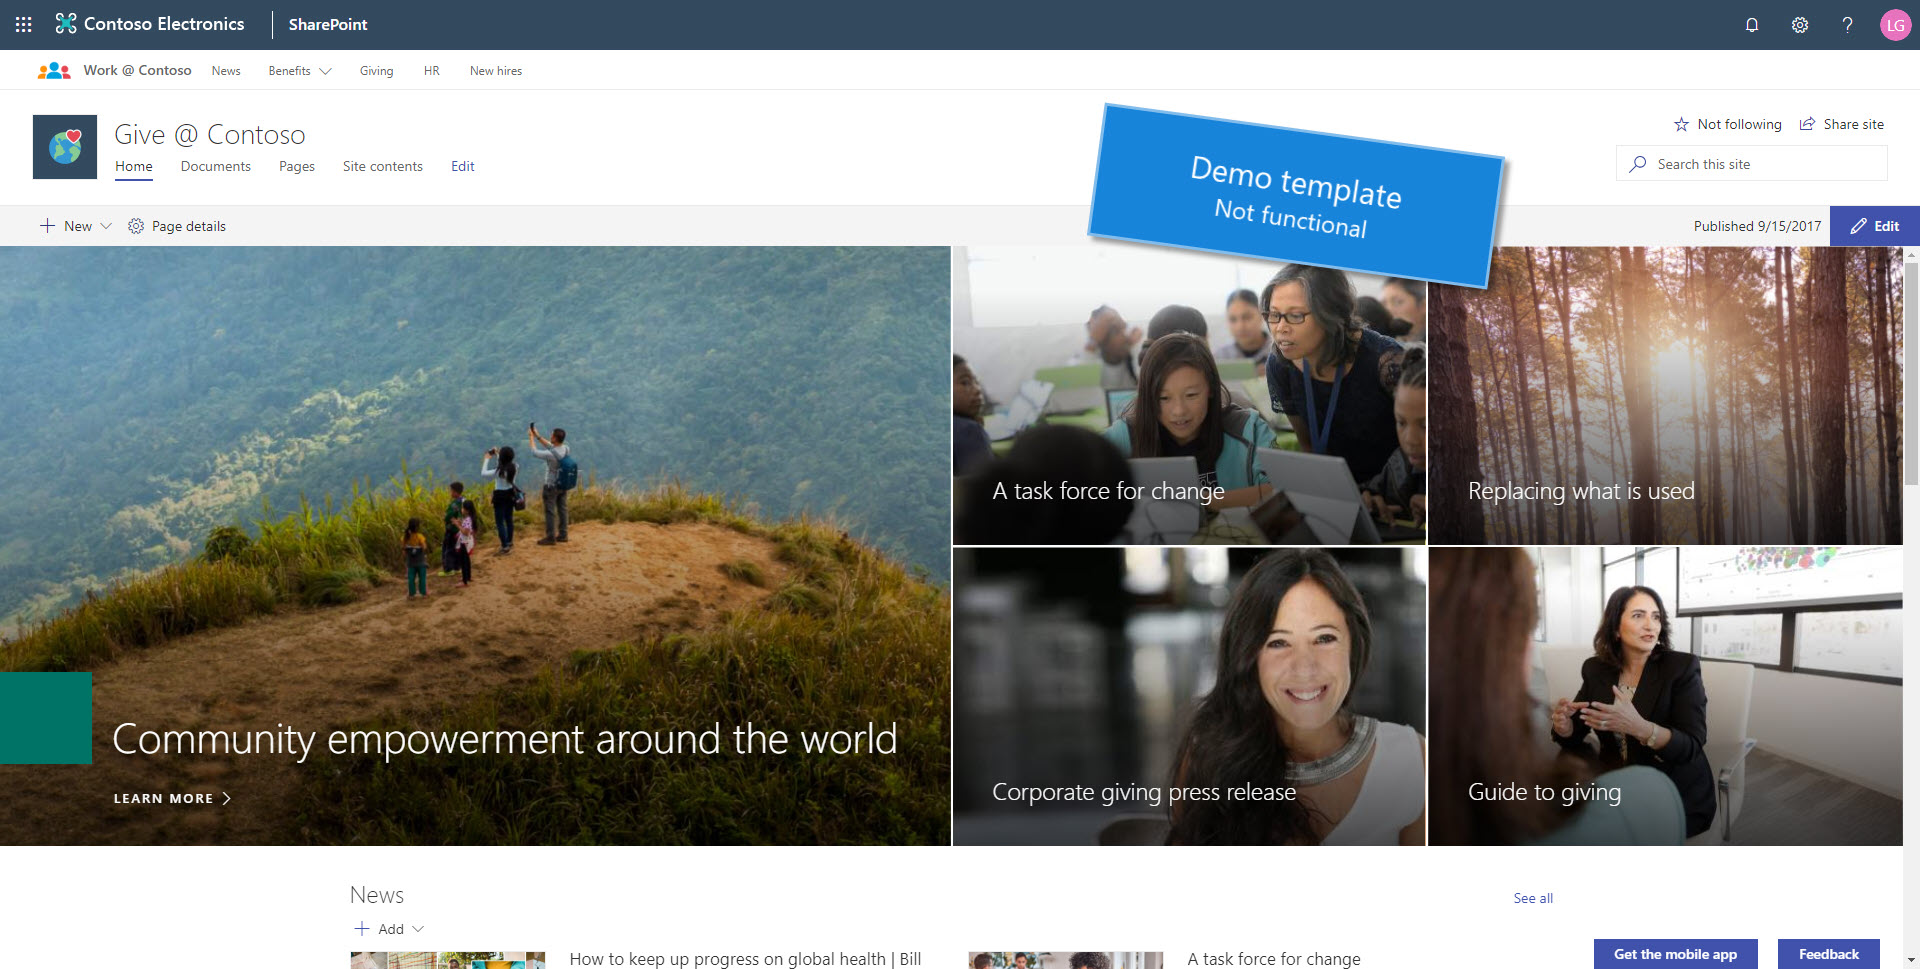 Contoso Electronics
SharePoint
LG
Work @ Contoso
News
Benefits
Giving
HR
New hires
Give @ Contoso
Home
Documents
Pages
Site contents
Edit
Not following
Share site
Search this site
Demo template
Not functional
New
Page details
Published 9/15/2017
Edit
Community empowerment around the world
LEARN MORE
A task force for change
Replacing what is used
Corporate giving press release
Guide to giving
News
See all
Add
How to keep up progress on global health | Bill
A task force for change
Get the mobile app
Feedback